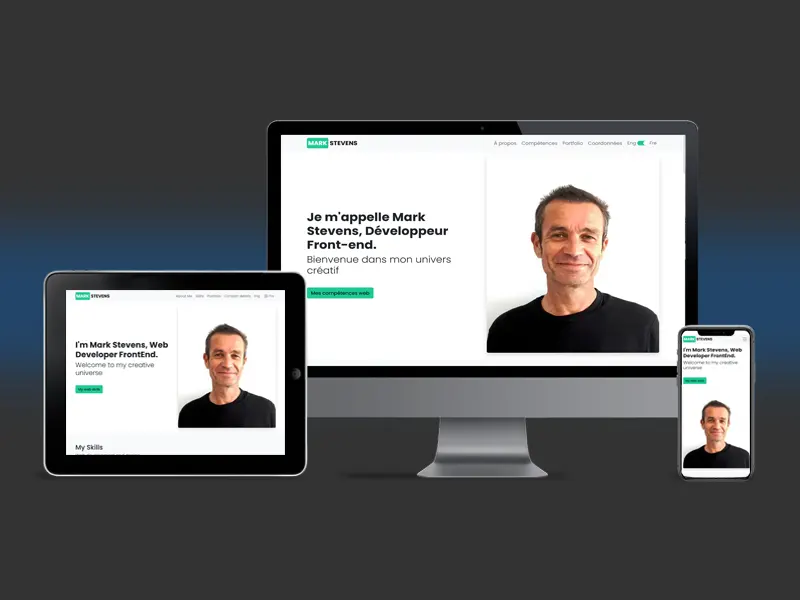 MARK STEVENS
À propos Compétences Portfolio Coordonnées Eng Fre
Je m'appelle Mark
Stevens, Développeur
Front-end.
Bienvenue dans mon univers
créatif
Mes compétences web
MARK STEVENS
About Me Skills Portfolio Contact details Eng Fre
I'm Mark Stevens, Web
Developer FrontEnd.
Welcome to my creative
universe
My web skills
My Skills
MARK STEVENS
I'm Mark Stevens, Web
Developer FrontEnd.
Welcome to my creative
universe
My web skills